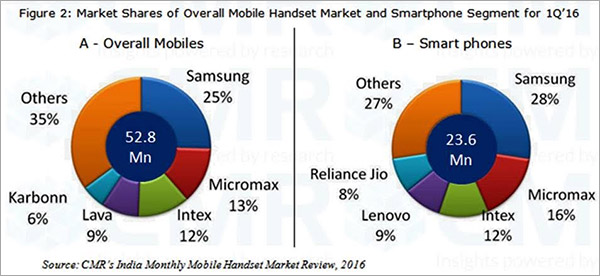 Figure 2: Market Shares of Overall Mobile Handset Market and Smartphone Segment for 1Q'16
A - Overall Mobiles
Samsung
25%
Micromax
13%
Intex
12%
Lava
9%
Karbonn
6%
Others
35%
52.8
Mn
B – Smart phones
Samsung
28%
Micromax
16%
Intex
12%
Lenovo
9%
Reliance Jio
8%
Others
27%
23.6
Mn
Source: CMR's India Monthly Mobile Handset Market Review, 2016